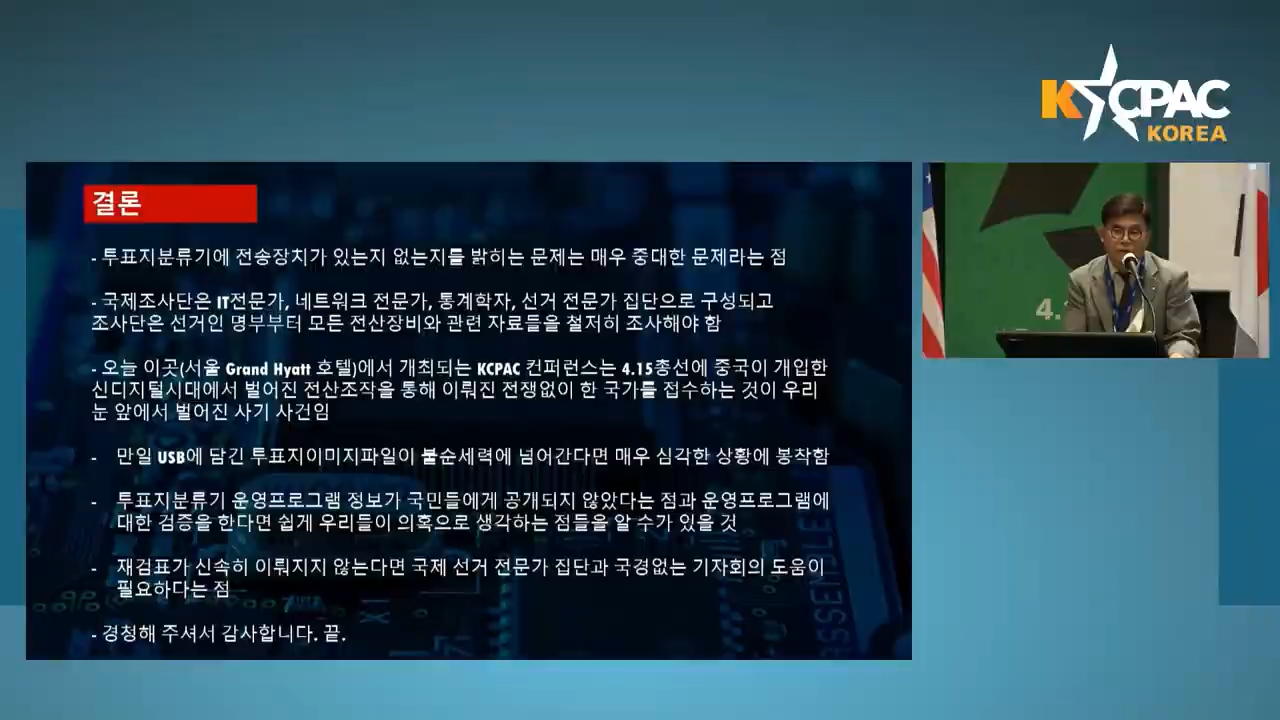 KCPAC
KOREA
결론
- 투표지분류기에 전송장치가 있는지 없는지를 밝히는 문제는 매우 중대한 문제라는 점
- 국제조사단은 IT전문가, 네트워크 전문가, 통계학자, 선거 전문가 집단으로 구성되고
조사단은 선거인 명부부터 모든 전산장비와 관련 자료들을 철저히 조사해야 함
- 오늘 이곳(서울 Grand Hyatt 호텔)에서 개최되는 KCPAC 컨퍼런스는 4.15총선에 중국이 개입한
신디지털시대에서 벌어진 전산조작을 통해 이뤄진 전쟁없이 한 국가를 접수하는 것이 우리
눈 앞에서 벌어진 사기 사건임
- 만일 USB에 담긴 투표지이미지파일이 불순세력에 넘어간다면 매우 심각한 상황에 봉착함
- 투표지분류기 운영프로그램 정보가 국민들에게 공개되지 않았다는 점과 운영프로그램에
대한 검증을 한다면 쉽게 우리들이 의혹으로 생각하는 점들을 알 수가 있을 것
- 재검표가 신속히 이뤄지지 않는다면 국제 선거 전문가 집단과 국경없는 기자회의 도움이
필요하다는 점
- 경청해 주셔서 감사합니다. 끝.
4.